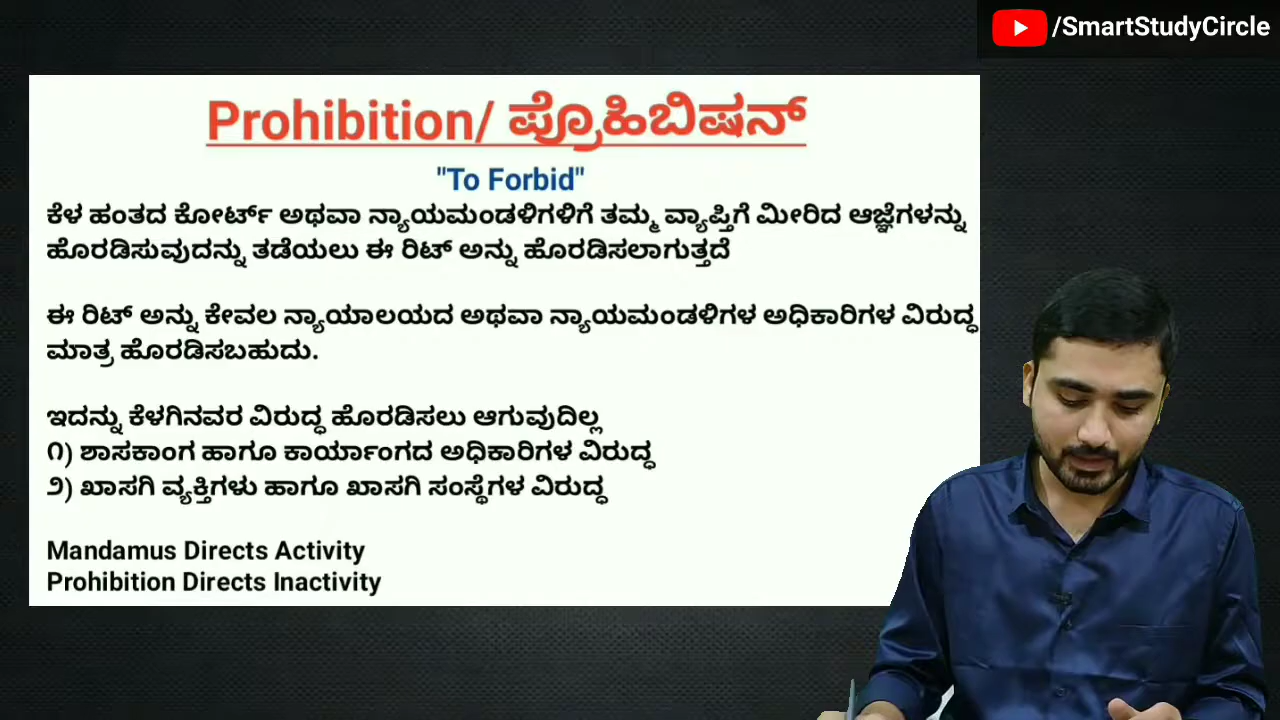 /SmartStudyCircle
Prohibition/ ಪ್ರೊಹಿಬಿಷನ್
"To Forbid"
ಕೆಳ ಹಂತದ ಕೋರ್ಟ್ ಅಥವಾ ನ್ಯಾಯಮಂಡಳಿಗಳಿಗೆ ತಮ್ಮ ವ್ಯಾಪ್ತಿಗೆ ಮೀರಿದ ಆಜ್ಞೆಗಳನ್ನು
ಹೊರಡಿಸುವುದನ್ನು ತಡೆಯಲು ಈ ರಿಟ್ ಅನ್ನು ಹೊರಡಿಸಲಾಗುತ್ತದೆ
ಈ ರಿಟ್ ಅನ್ನು ಕೇವಲ ನ್ಯಾಯಾಲಯದ ಅಥವಾ ನ್ಯಾಯಮಂಡಳಿಗಳ ಅಧಿಕಾರಿಗಳ ವಿರುದ್ಧ
ಮಾತ್ರ ಹೊರಡಿಸಬಹುದು.
ಇದನ್ನು ಕೆಳಗಿನವರ ವಿರುದ್ಧ ಹೊರಡಿಸಲು ಆಗುವುದಿಲ್ಲ
೧) ಶಾಸಕಾಂಗ ಹಾಗೂ ಕಾರ್ಯಾಂಗದ ಅಧಿಕಾರಿಗಳ ವಿರುದ್ಧ
೨) ಖಾಸಗಿ ವ್ಯಕ್ತಿಗಳು ಹಾಗೂ ಖಾಸಗಿ ಸಂಸ್ಥೆಗಳ ವಿರುದ್ಧ
Mandamus Directs Activity
Prohibition Directs Inactivity